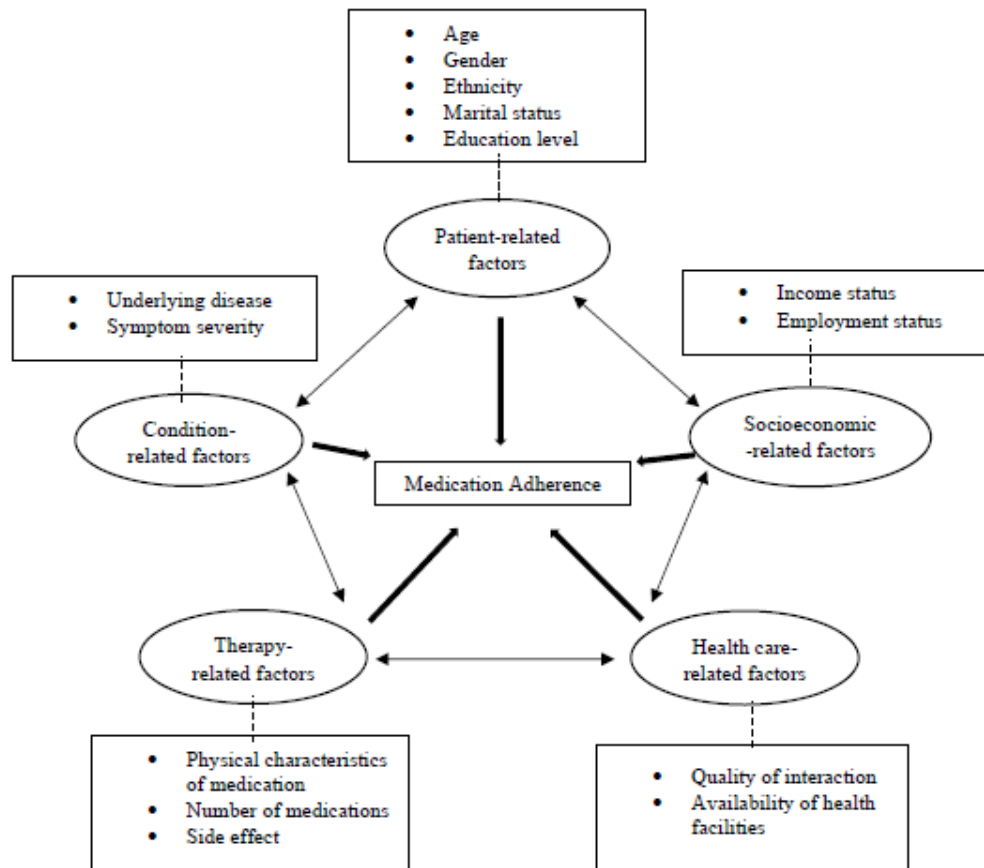 • Age
• Gender
• Ethnicity
• Marital status
• Education level
Patient-related
factors
• Underlying disease
• Symptom severity
• Income status
• Employment status
Condition-
related factors
Socioeconomic
-related factors
Medication Adherence
Therapy-
related factors
Health care-
related factors
• Physical characteristics
of medication
• Number of medications
• Side effect
• Quality of interaction
• Availability of health
facilities